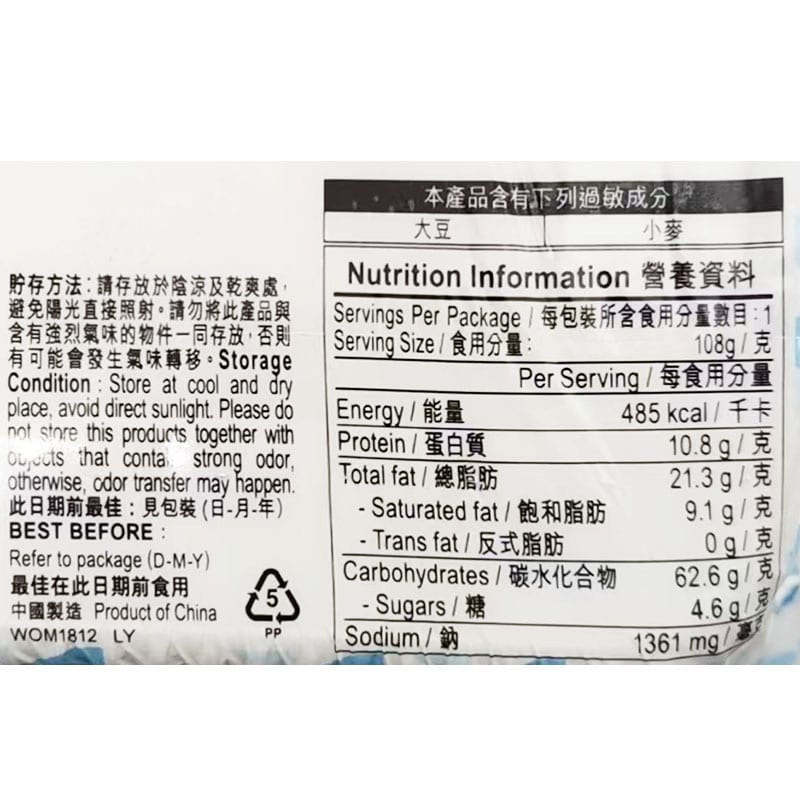 貯存方法：請存放於陰涼及乾爽處，
避免陽光直接照射。請勿將此產品與
含有強烈氣味的物件一同存放，否則
有可能會發生氣味轉移。Storage
Condition : Store at cool and dry
place, avoid direct sunlight. Please do
not store this products together with
objects that contain strong odor,
otherwise, odor transfer may happen.
此日期前最佳：見包裝 (日-月-年)
BEST BEFORE :
Refer to package (D-M-Y)
最佳在此日期前食用
中國製造 Product of China
WOM1812 LY
5
PP
本產品含有下列過敏成分
大豆 小麥
Nutrition Information 營養資料
Servings Per Package / 每包裝所含食用分量數目：1
Serving Size / 食用分量： 108g / 克
Per Serving / 每食用分量
Energy / 能量 485 kcal / 千卡
Protein / 蛋白質 10.8 g / 克
Total fat / 總脂肪 21.3 g / 克
- Saturated fat / 飽和脂肪 9.1 g / 克
- Trans fat / 反式脂肪 0 g / 克
Carbohydrates / 碳水化合物 62.6 g / 克
- Sugars / 糖 4.6 g / 克
Sodium / 鈉 1361 mg / 毫克